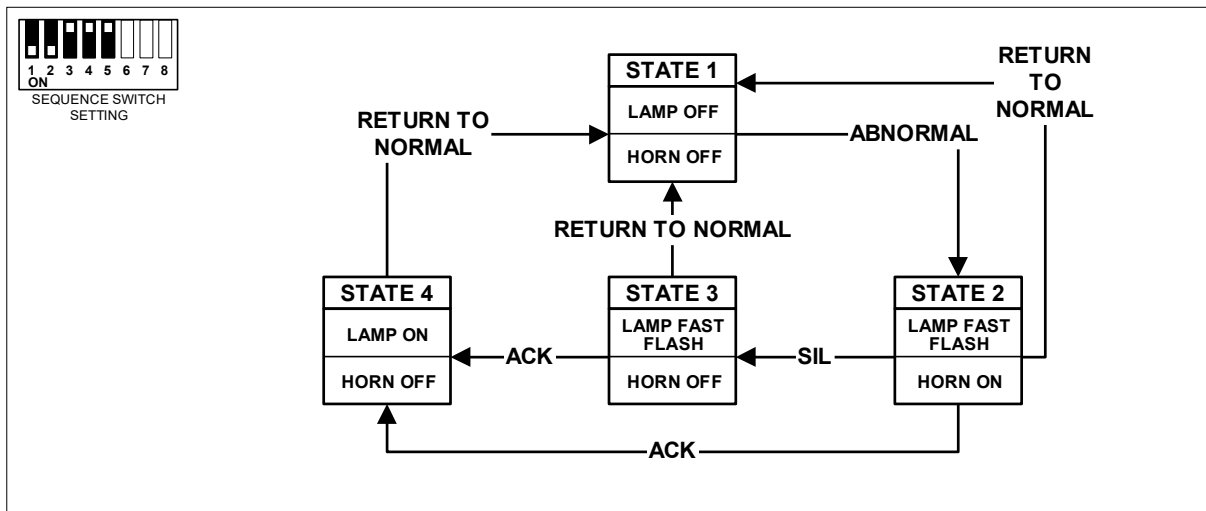 1 2 3 4 5 6 7 8
ON
SEQUENCE SWITCH
SETTING
STATE 1
LAMP OFF
HORN OFF
RETURN
TO
NORMAL
RETURN TO
NORMAL
ABNORMAL
RETURN TO NORMAL
STATE 4
LAMP ON
HORN OFF
STATE 3
LAMP FAST
FLASH
HORN OFF
STATE 2
LAMP FAST
FLASH
HORN ON
ACK
SIL
ACK